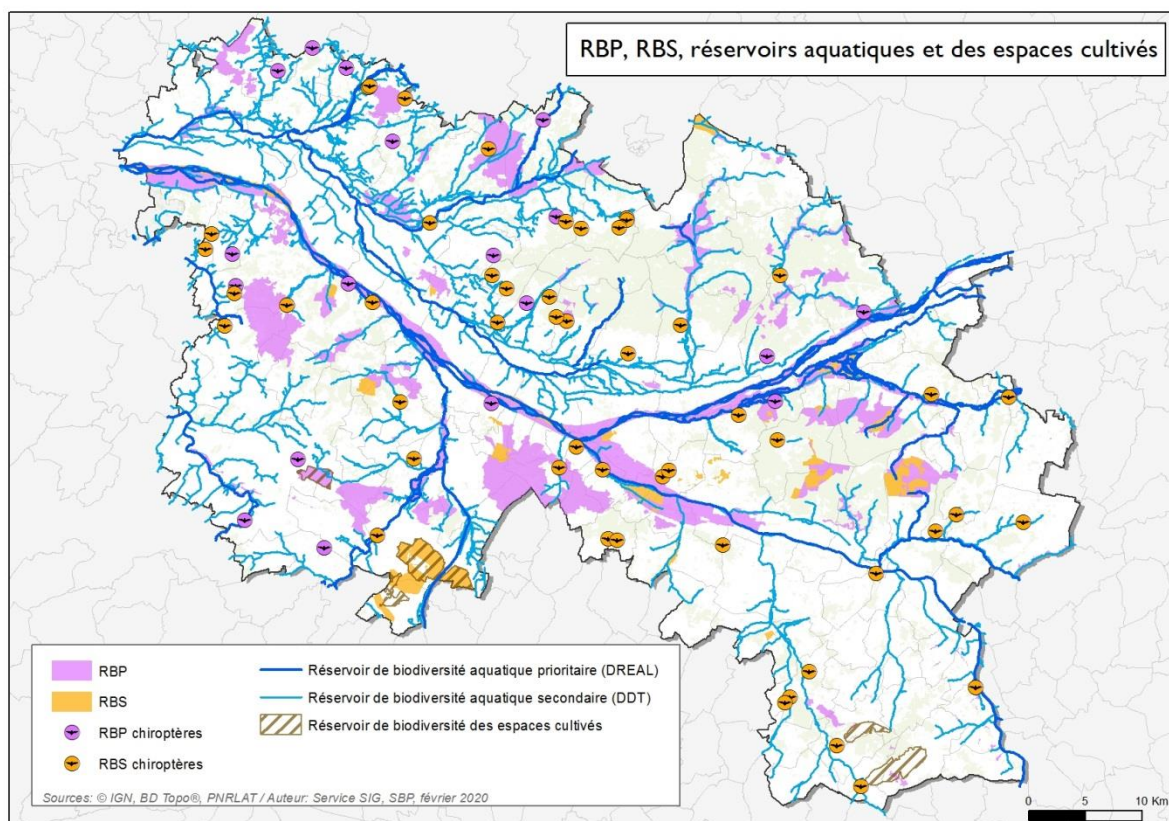 RBP, RBS, réservoirs aquatiques et des espaces cultivés
RBP
RBS
RBP chiroptères
RBS chiroptères
Réservoir de biodiversité aquatique prioritaire (DREAL)
Réservoir de biodiversité aquatique secondaire (DDT)
Réservoir de biodiversité des espaces cultivés
Sources: © IGN, BD Topo®, PNRLAT / Auteur: Service SIG, SBP, février 2020
0 5 10 Km